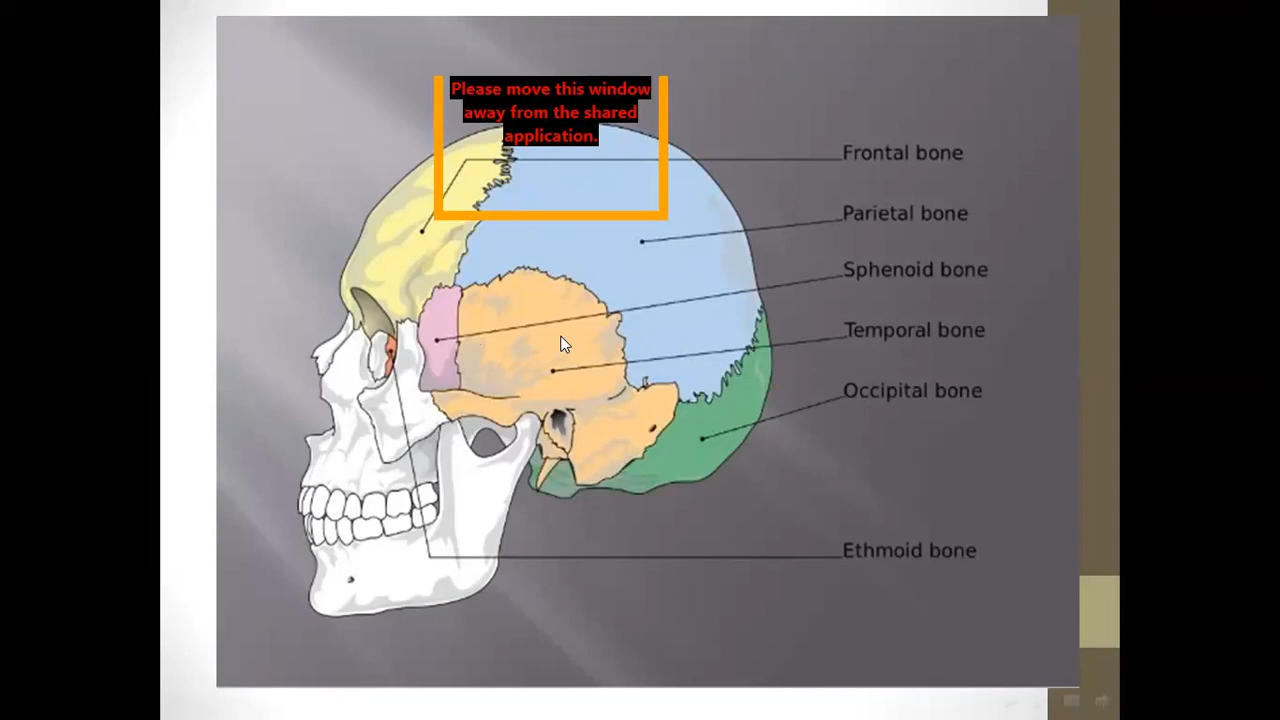 Please move this window
away from the shared
application.
Frontal bone
Parietal bone
Sphenoid bone
Temporal bone
Occipital bone
Ethmoid bone